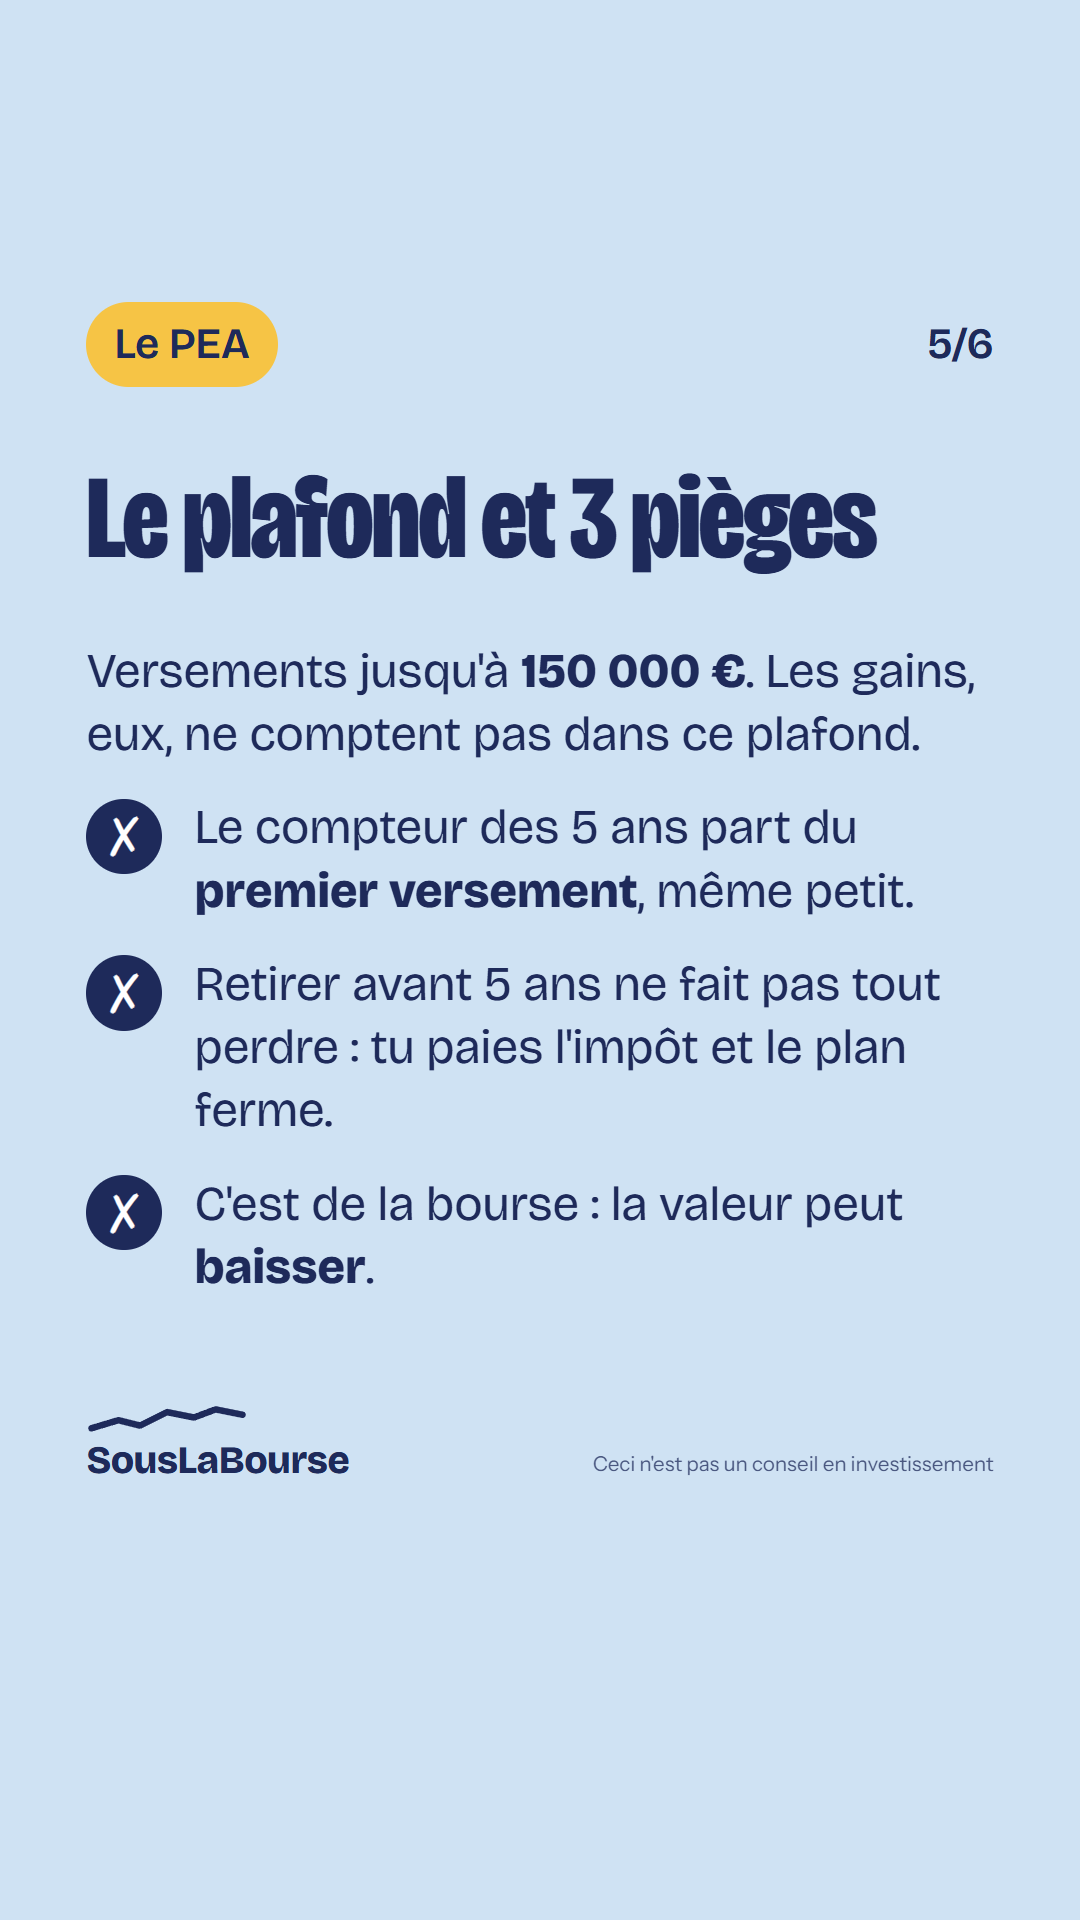 Le PEA
5/6
Le plafond et 3 pièges
Versements jusqu'à 150 000 €. Les gains,
eux, ne comptent pas dans ce plafond.
✗ Le compteur des 5 ans part du
premier versement, même petit.
✗ Retirer avant 5 ans ne fait pas tout
perdre : tu paies l'impôt et le plan
ferme.
✗ C'est de la bourse : la valeur peut
baisser.
SousLaBourse
Ceci n'est pas un conseil en investissement